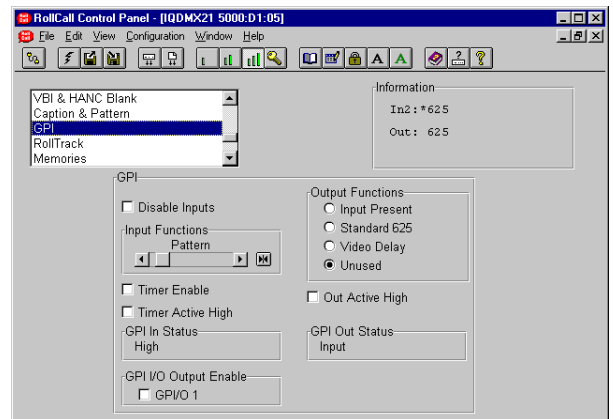 RollCall Control Panel - [IQDMX21 5000:D1:05]
File Edit View Configuration Window Help
A A
VBI & HANC Blank
Caption & Pattern
GPI
RollTrack
Memories
Information
In2:*625
Out: 625
GPI
Disable Inputs
Input Functions
Pattern
Timer Enable
Timer Active High
GPI In Status
High
GPI I/O Output Enable
GPI/O 1
Output Functions
Input Present
Standard 625
Video Delay
Unused
Out Active High
GPI Out Status
Input